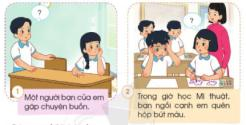 ?
1
Một người bạn của em
gặp chuyện buồn.
?
2
Trong giờ học Mĩ thuật,
bạn ngồi cạnh em quên
hộp bút màu.